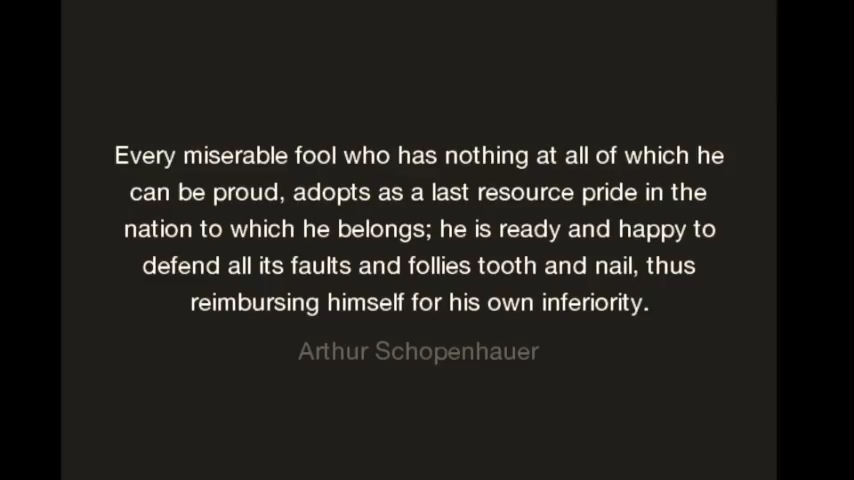 Every miserable fool who has nothing at all of which he
can be proud, adopts as a last resource pride in the
nation to which he belongs; he is ready and happy to
defend all its faults and follies tooth and nail, thus
reimbursing himself for his own inferiority.
Arthur Schopenhauer